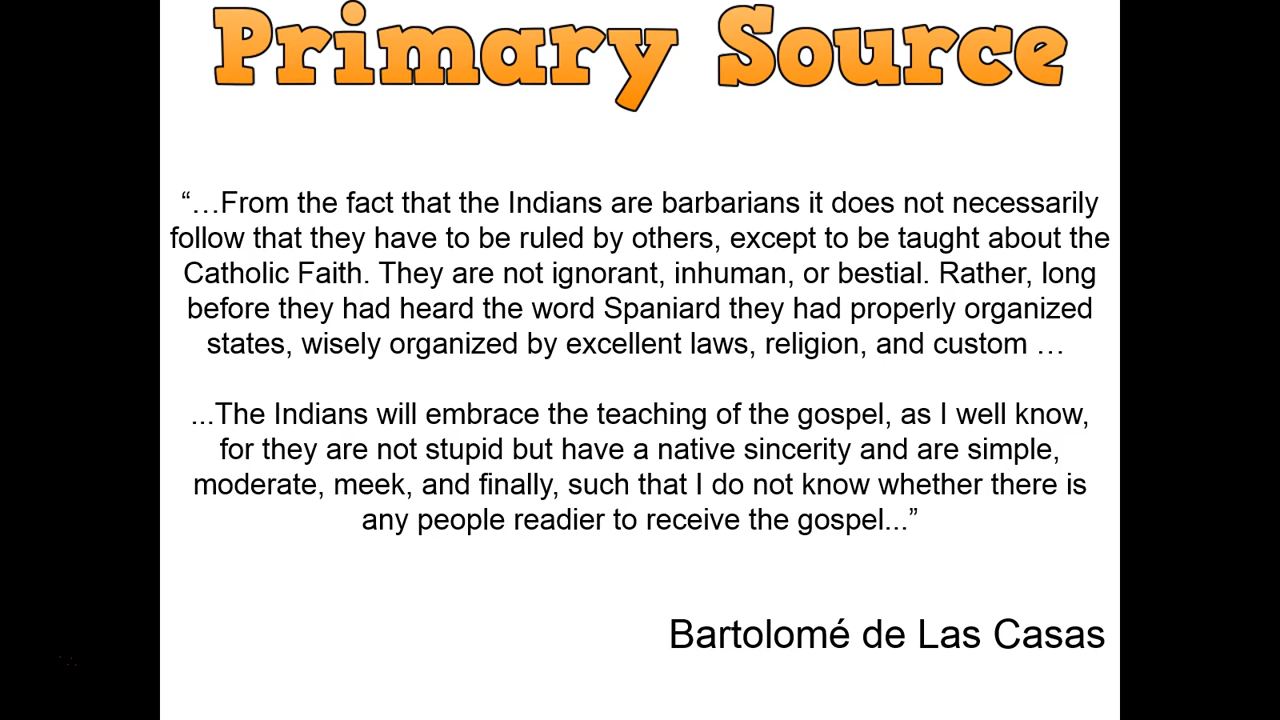 Primary Source
“…From the fact that the Indians are barbarians it does not necessarily
follow that they have to be ruled by others, except to be taught about the
Catholic Faith. They are not ignorant, inhuman, or bestial. Rather, long
before they had heard the word Spaniard they had properly organized
states, wisely organized by excellent laws, religion, and custom …
...The Indians will embrace the teaching of the gospel, as I well know,
for they are not stupid but have a native sincerity and are simple,
moderate, meek, and finally, such that I do not know whether there is
any people readier to receive the gospel...”
Bartolomé de Las Casas